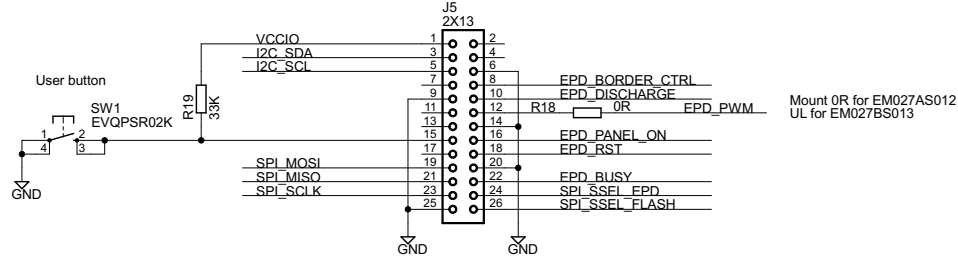 J5
2X13
VCCIO 1 2
I2C_SDA 3 4
I2C_SCL 5 6
User button
7 8 EPD_BORDER_CTRL
R19 33K
9 10 EPD_DISCHARGE
SW1
EVQPSR02K
11 12 R18 0R EPD_PWM
Mount 0R for EM027AS012
UL for EM027BS013
13 14
1 2
4 3
15 16 EPD_PANEL_ON
17 18 EPD_RST
SPI_MOSI 19 20
SPI_MISO 21 22 EPD_BUSY
SPI_SCLK 23 24 SPI_SSEL_EPD
25 26 SPI_SSEL_FLASH
GND
GND
GND